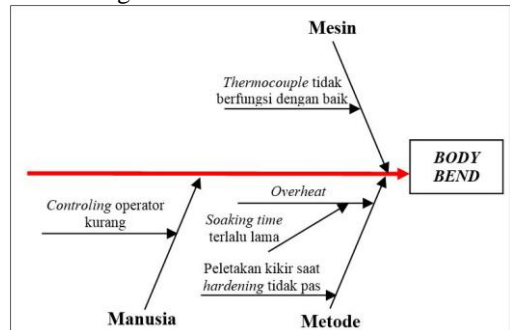 Mesin
Thermocouple tidak
berfungsi dengan baik
BODY
BEND
Overheat
Controling operator
kurang
Soaking time
terlalu lama
Peletakan kikir saat
hardening tidak pas
Manusia
Metode